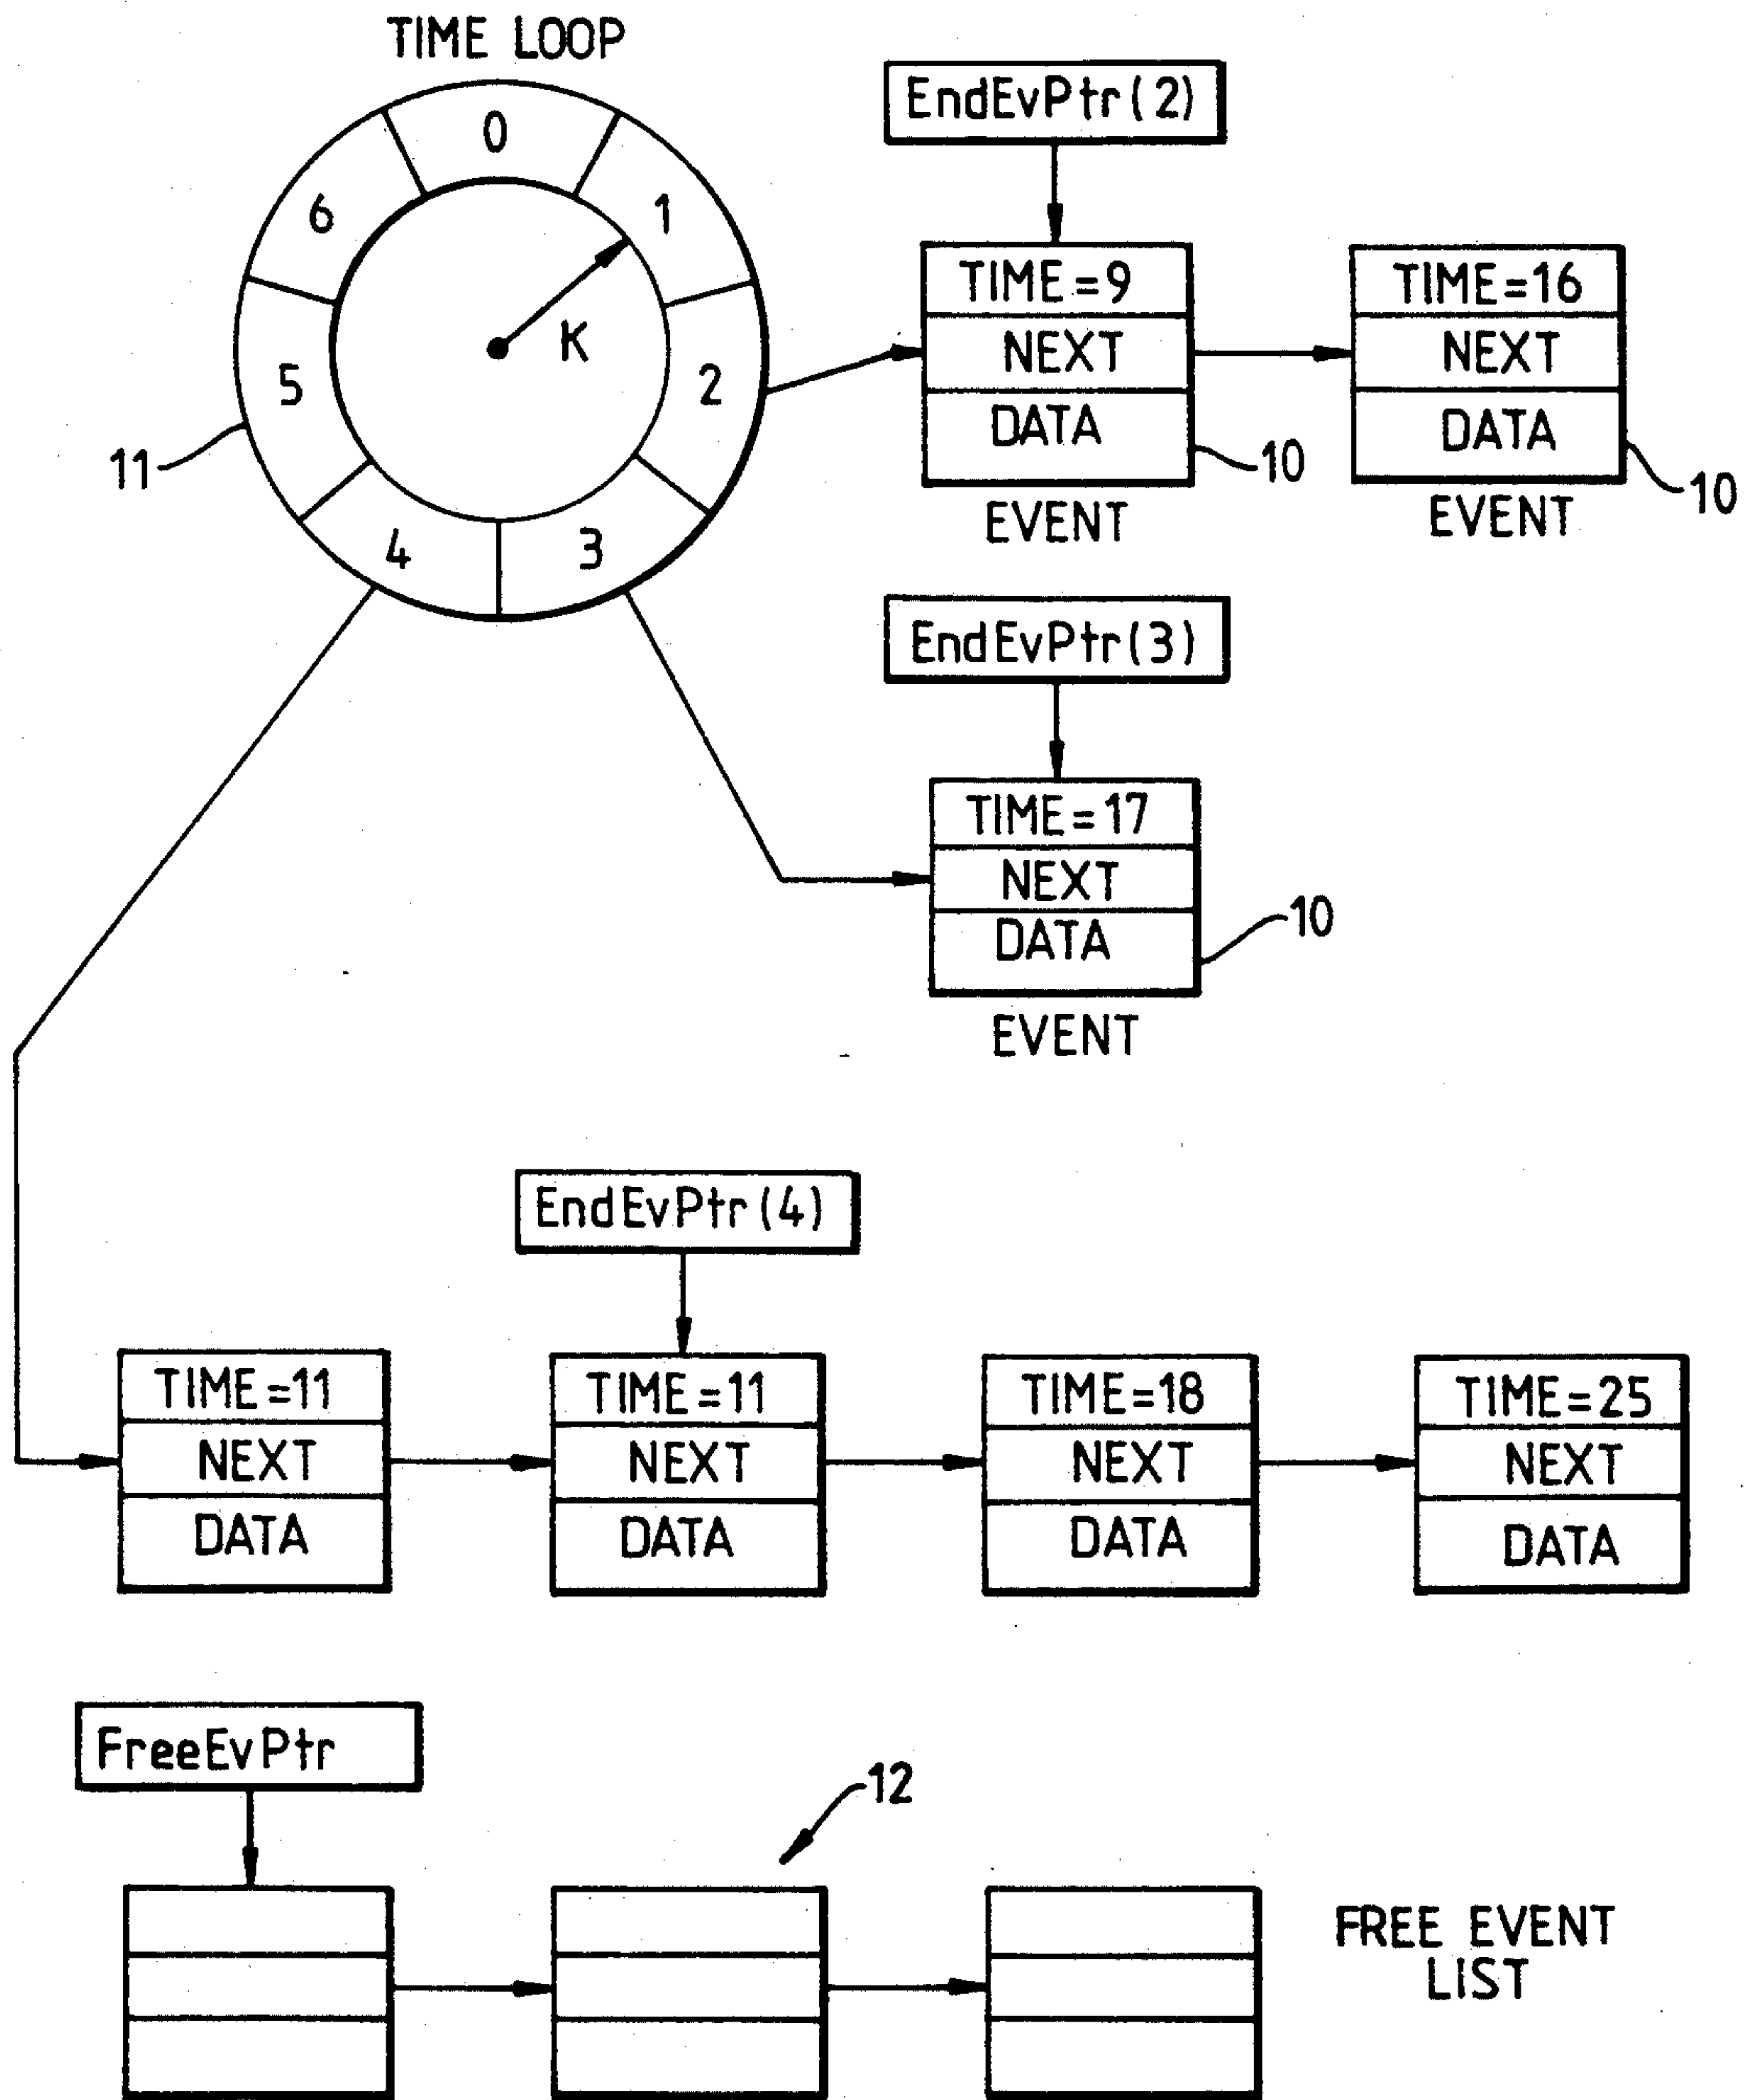 TIME LOOP
0
1
2
3
4
5
6
K
11
EndEvPtr(2)
TIME=9
NEXT
DATA
10
EVENT
TIME=16
NEXT
DATA
10
EVENT
EndEvPtr(3)
TIME=17
NEXT
DATA
10
EVENT
EndEvPtr(4)
TIME=11
NEXT
DATA
TIME=11
NEXT
DATA
TIME=18
NEXT
DATA
TIME=25
NEXT
DATA
FreeEvPtr
12
FREE EVENT
LIST